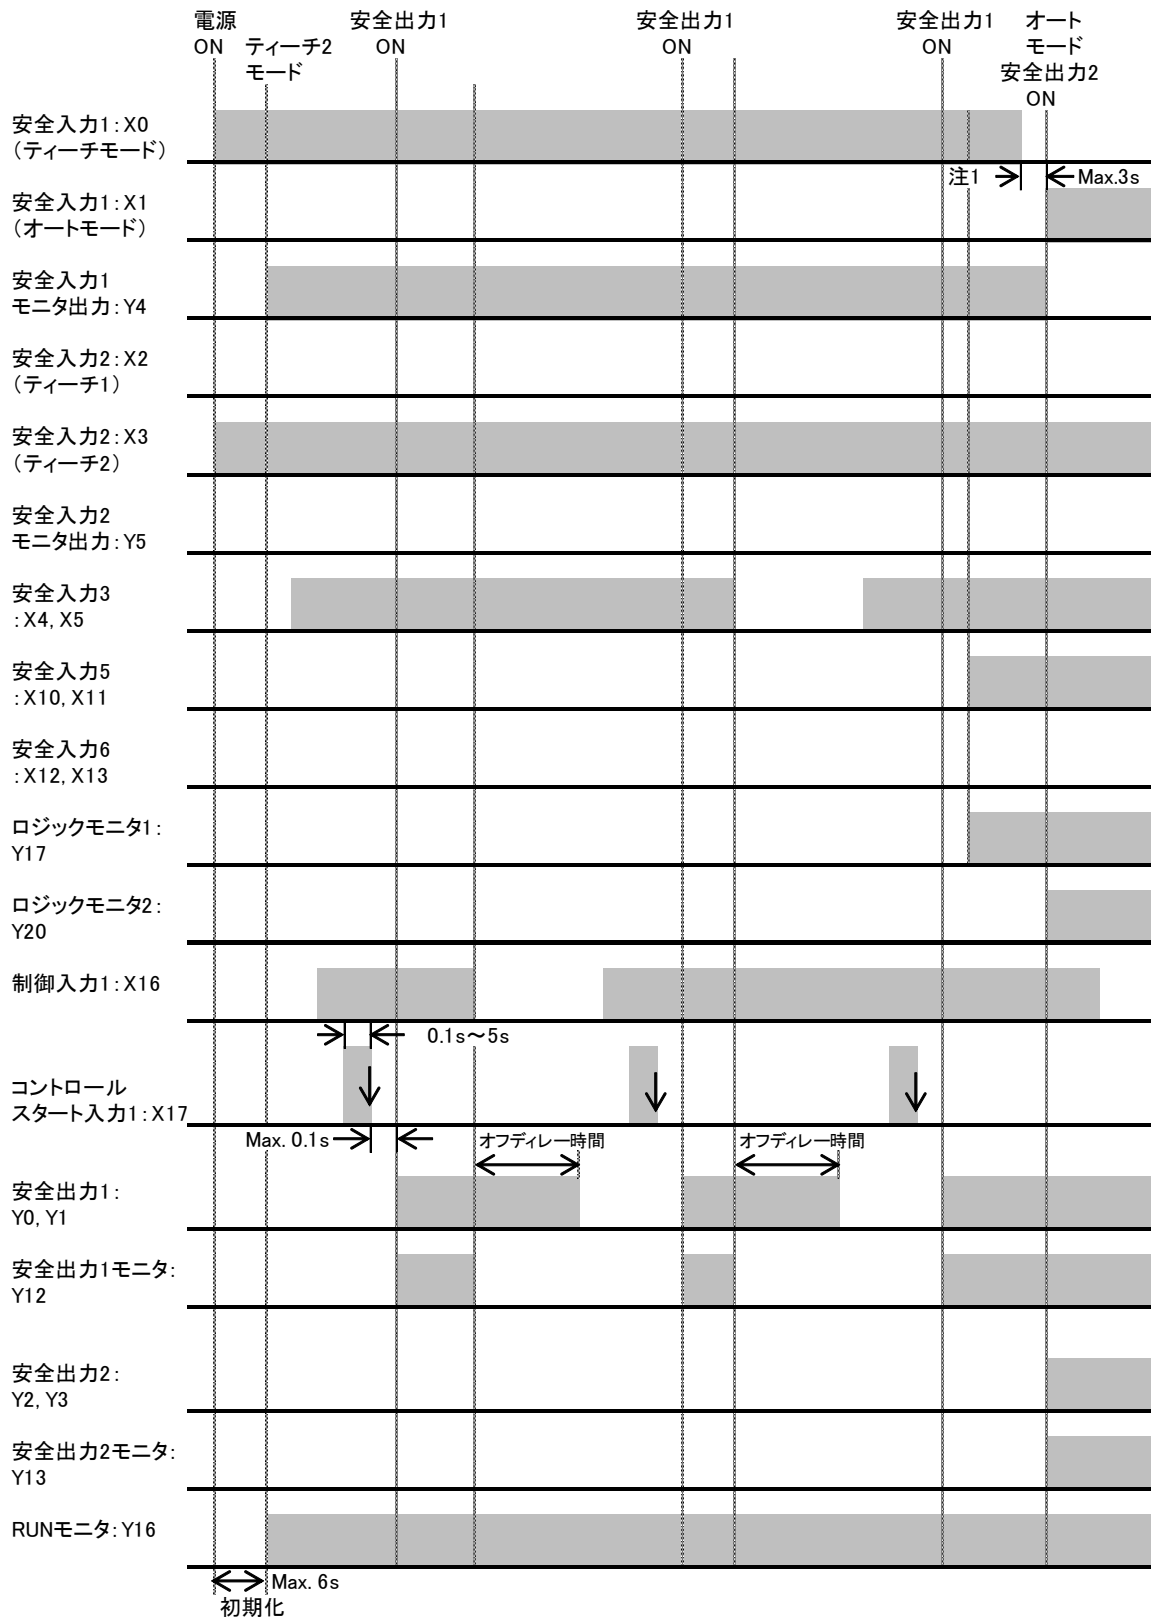 電源
ON
ティーチ2
モード
安全出力1
ON
安全出力1
ON
安全出力1
ON
オート
モード
安全出力2
ON
安全入力1:X0
(ティーチモード)
注1
Max.3s
安全入力1:X1
(オートモード)
安全入力1
モニタ出力:Y4
安全入力2:X2
(ティーチ1)
安全入力2:X3
(ティーチ2)
安全入力2
モニタ出力:Y5
安全入力3
:X4, X5
安全入力5
:X10, X11
安全入力6
:X12, X13
ロジックモニタ1:
Y17
ロジックモニタ2:
Y20
制御入力1:X16
0.1s~5s
コントロール
スタート入力1:X17
Max. 0.1s
オフディレー時間
オフディレー時間
安全出力1:
Y0, Y1
安全出力1モニタ:
Y12
安全出力2:
Y2, Y3
安全出力2モニタ:
Y13
RUNモニタ:Y16
Max. 6s
初期化